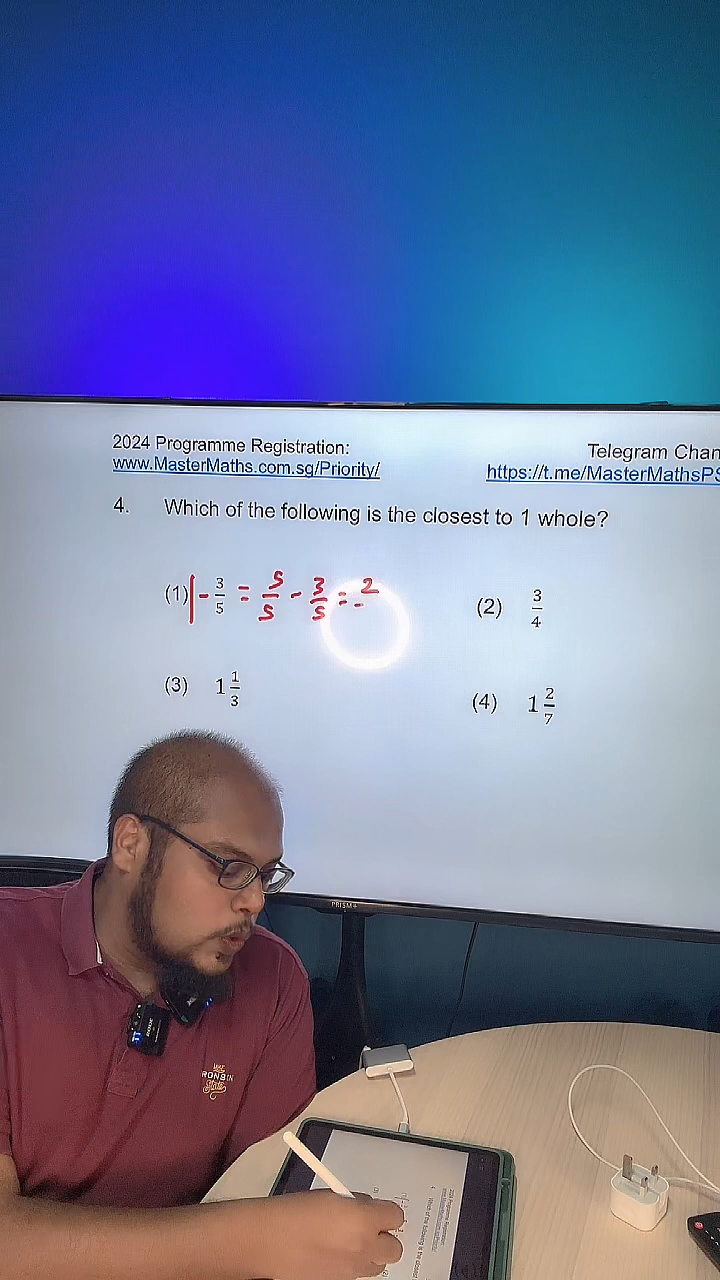 2024 Programme Registration:
www.MasterMaths.com.sg/Priority/
Telegram Chan
https://t.me/MasterMathsPS
4. Which of the following is the closest to 1 whole?
(1) 1 - 3/5 = 5/5 - 3/5 = 2
(2) 3/4
(3) 1 1/3
(4) 1 2/7
PRISM+